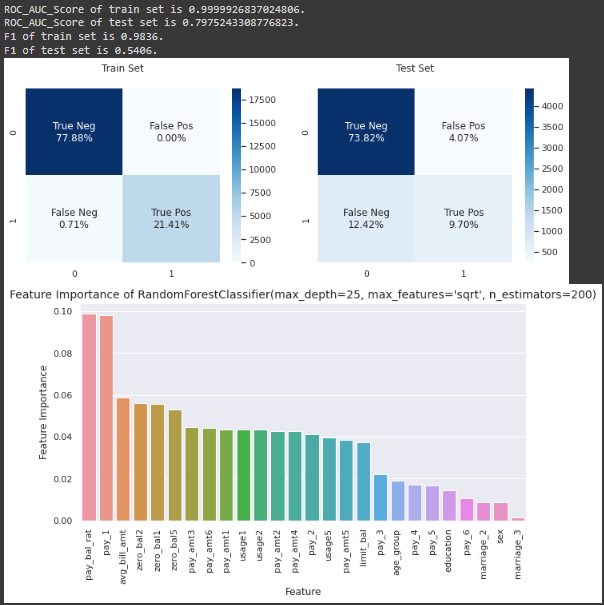 ROC_AUC_Score of train set is 0.9999926837024806.
ROC_AUC_Score of test set is 0.7975243308776823.
F1 of train set is 0.9836.
F1 of test set is 0.5406.
Train Set
0
True Neg
77.88%
False Pos
0.00%
1
False Neg
0.71%
True Pos
21.41%
0 1
17500
15000
12500
10000
7500
5000
2500
0
Test Set
0
True Neg
73.82%
False Pos
4.07%
1
False Neg
12.42%
True Pos
9.70%
0 1
4000
3500
3000
2500
2000
1500
1000
500
Feature Importance of RandomForestClassifier(max_depth=25, max_features='sqrt', n_estimators=200)
Feature Importance
0.10
0.08
0.06
0.04
0.02
0.00
pay_bal_rat
pay_1
avg_bill_amt
zero_bal2
zero_bal1
zero_bal5
pay_amt3
pay_amt6
pay_amt1
usage1
usage2
pay_amt2
pay_amt4
pay_2
usage5
pay_amt5
limit_bal
pay_3
age_group
pay_4
pay_5
education
pay_6
marriage_2
sex
marriage_3
Feature